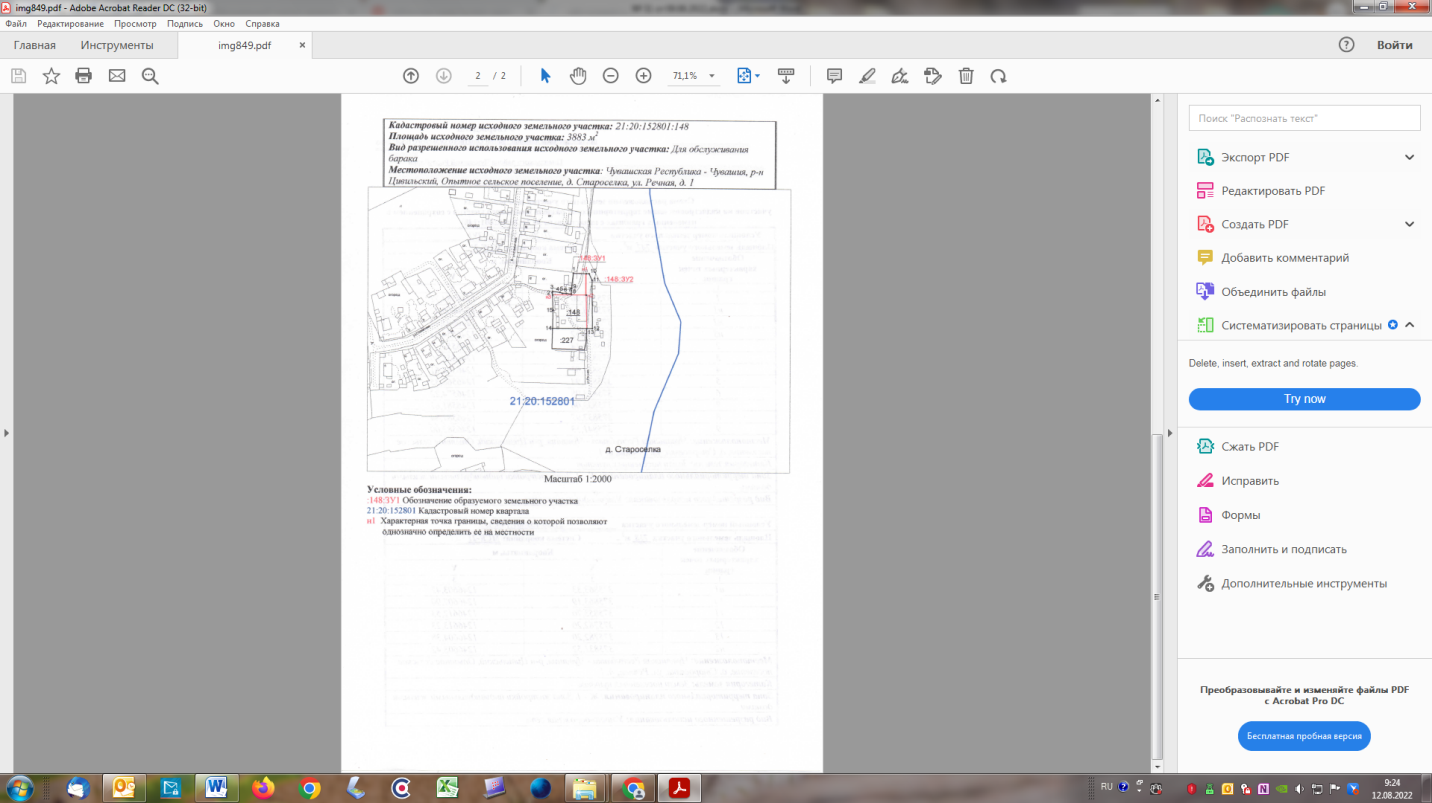 img849.pdf - Adobe Acrobat Reader DC (32-bit)
Файл Редактирование Просмотр Подпись Окно Справка
Главная Инструменты img849.pdf × Войти
2 / 2 71,1%
Кадастровый номер исходного земельного участка: 21:20:152801:148
Площадь исходного земельного участка: 3883 м²
Вид разрешенного использования исходного земельного участка: Для обслуживания
барака
Местоположение исходного земельного участка: Чувашская Республика - Чувашия, р-н
Цивильский, Опытное сельское поселение, д. Староселка, ул. Речная, д. 1
:148:ЗУ1
:148:ЗУ2
:148
:227
21:20:152801
д. Староселка
Масштаб 1:2000
Условные обозначения:
:148:ЗУ1 Обозначение образуемого земельного участка
21:20:152801 Кадастровый номер квартала
н1 Характерная точка границы, сведения о которой позволяют
однозначно определить ее на местности
Поиск "Распознать текст"
Экспорт PDF
Редактировать PDF
Создать PDF
Добавить комментарий
Объединить файлы
Систематизировать страницы
Delete, insert, extract and rotate pages.
Try now
Сжать PDF
Исправить
Формы
Заполнить и подписать
Дополнительные инструменты
Преобразовывайте и изменяйте файлы PDF
с Acrobat Pro DC
Бесплатная пробная версия
RU
9:24
12.08.2022